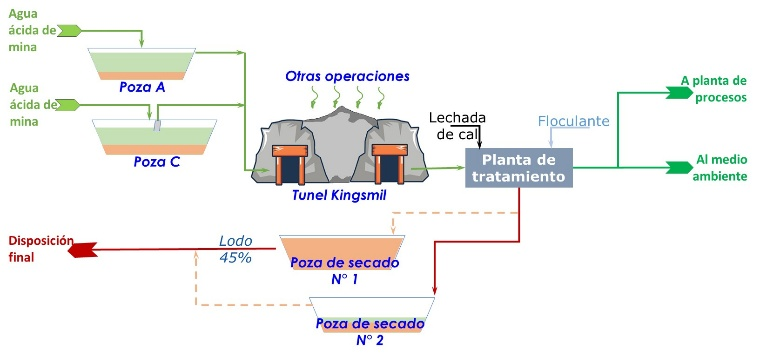 Agua
ácida de
mina
Poza A
Agua
ácida de
mina
Poza C
Otras operaciones
Tunel Kingsmil
Lechada
de cal
Floculante
Planta de
tratamiento
A planta de
procesos
Al medio
ambiente
Disposición
final
Lodo
45%
Poza de secado
N° 1
Poza de secado
N° 2